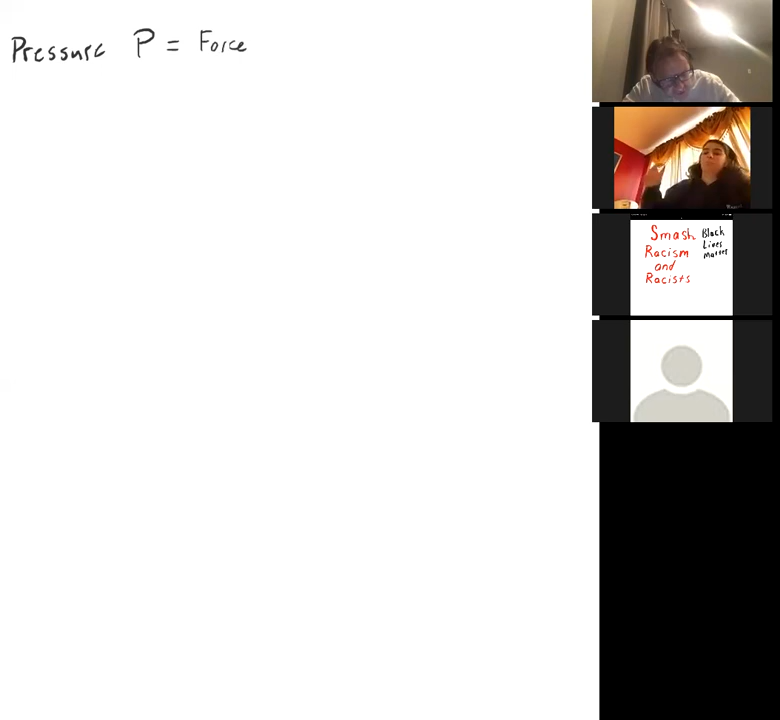 Pressure P = Force
Smash Black
Racism Lives
and Matter
Racists